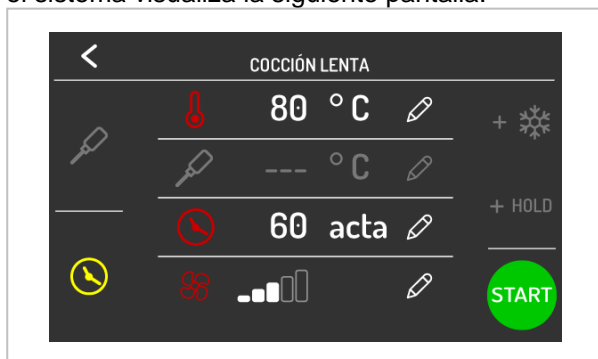 el sistema visualiza la siguiente pantalla:
COCCIÓN LENTA
80 °C
--- °C
+ HOLD
60 acta
START